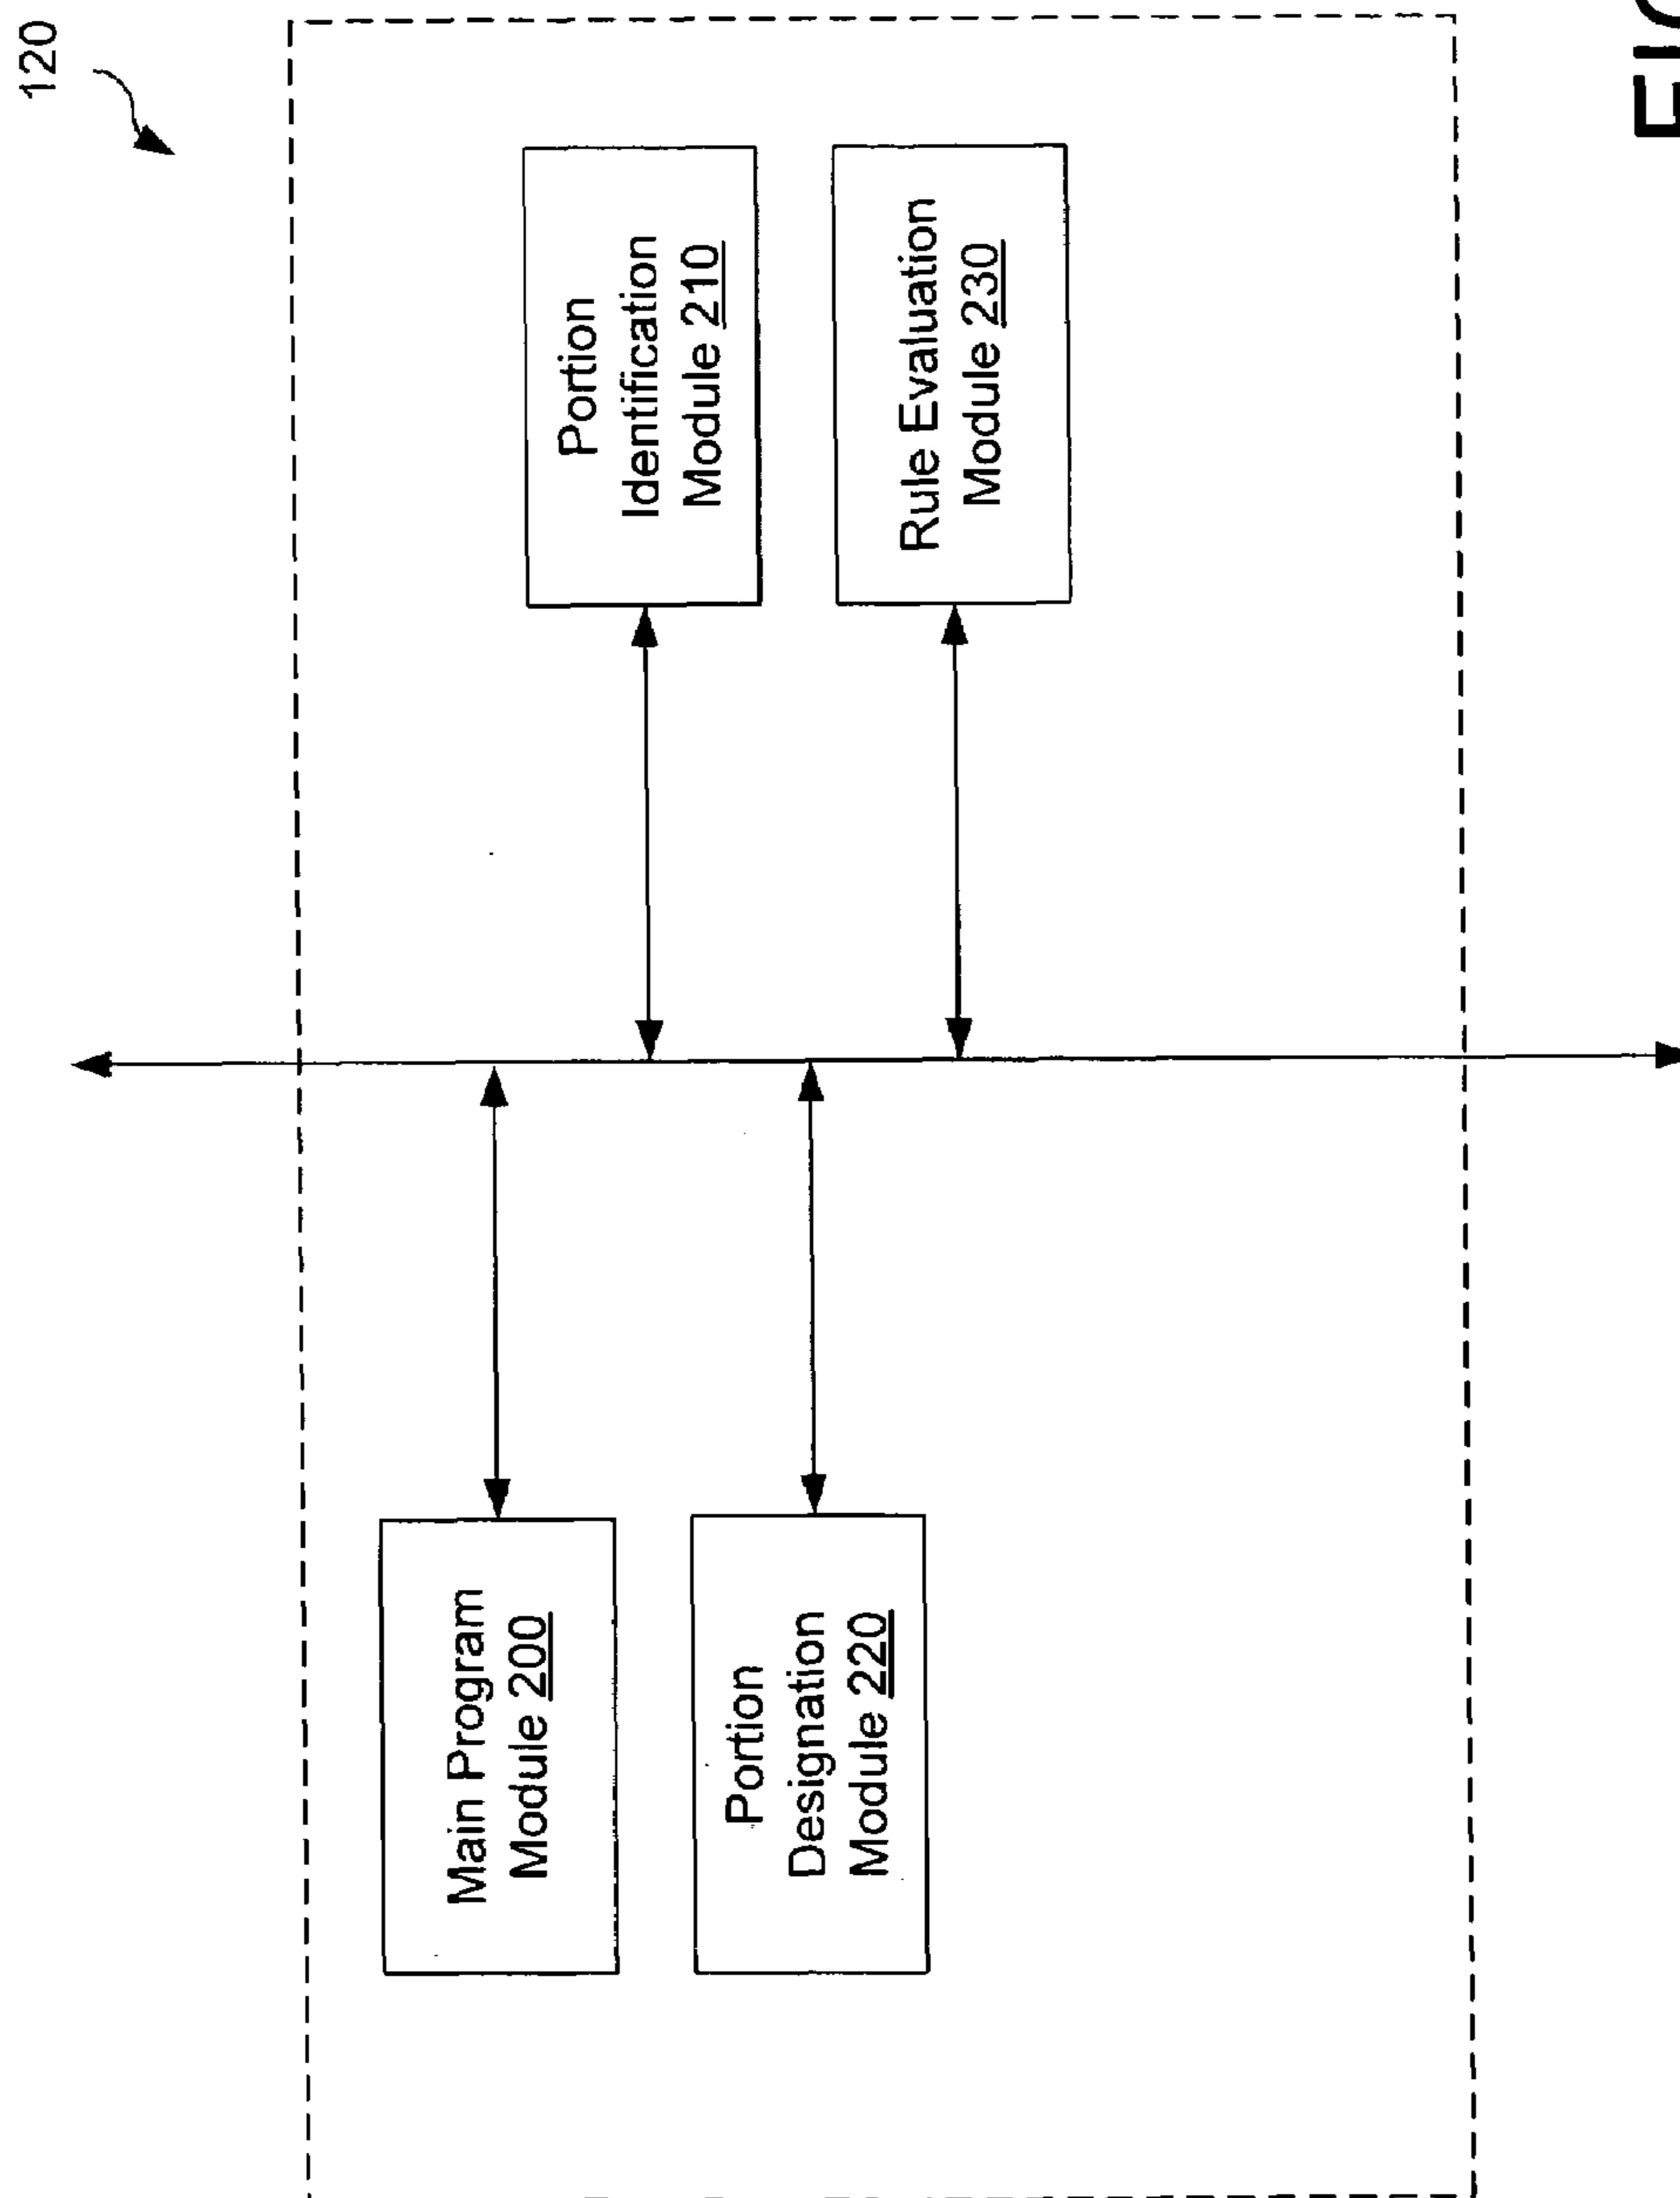 120
Main Program
Module 200
Portion
Identification
Module 210
Portion
Designation
Module 220
Rule Evaluation
Module 230